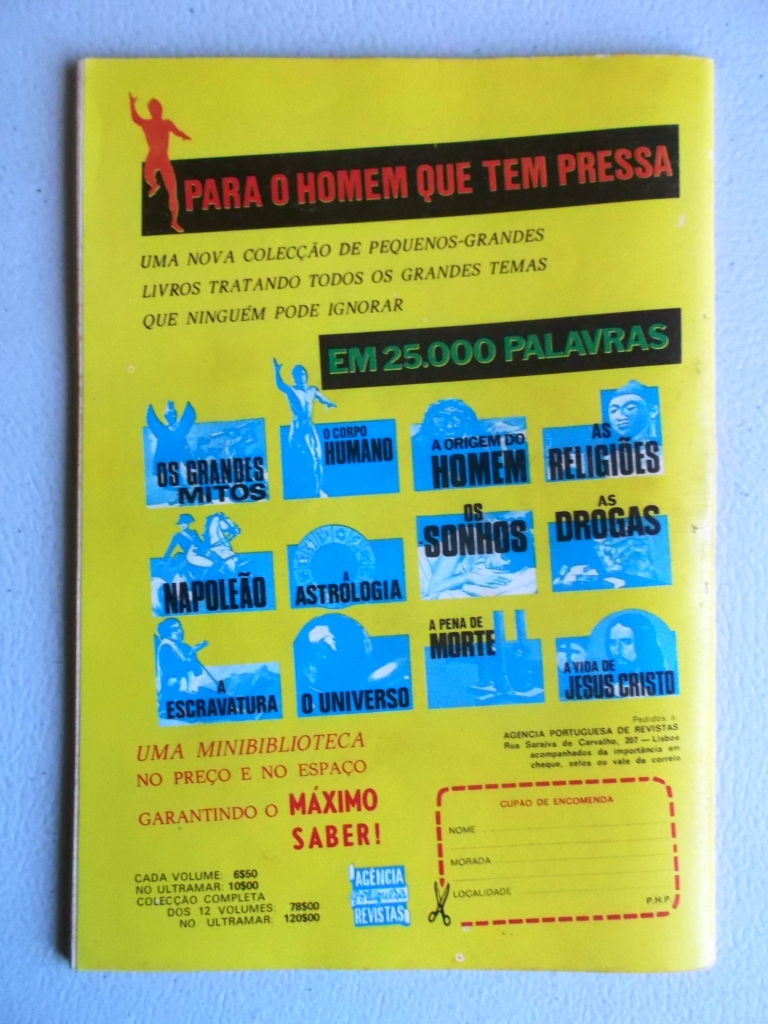 PARA O HOMEM QUE TEM PRESSA
UMA NOVA COLECÇÃO DE PEQUENOS-GRANDES
LIVROS TRATANDO TODOS OS GRANDES TEMAS
QUE NINGUÉM PODE IGNORAR
EM 25.000 PALAVRAS
OS GRANDES
MITOS
O CORPO
HUMANO
A ORIGEM DO
HOMEM
AS
RELIGIÕES
NAPOLEÃO
A
ASTROLOGIA
OS
SONHOS
AS
DROGAS
A
ESCRAVATURA
O UNIVERSO
A PENA DE
MORTE
A VIDA DE
JESUS CRISTO
UMA MINIBIBLIOTECA
NO PREÇO E NO ESPAÇO
GARANTINDO O MÁXIMO
SABER!
Pedidos à
AGENCIA PORTUGUESA DE REVISTAS
Rua Saraiva de Carvalho, 207 — Lisboa
acompanhados da importância em
cheque, selos ou vale de correio
CADA VOLUME: 6$50
NO ULTRAMAR: 10$00
COLECÇÃO COMPLETA
DOS 12 VOLUMES: 78$00
NO ULTRAMAR: 120$00
AGÊNCIA
portuguesa
REVISTAS
CUPÃO DE ENCOMENDA
NOME
MORADA
LOCALIDADE
P.H.P.